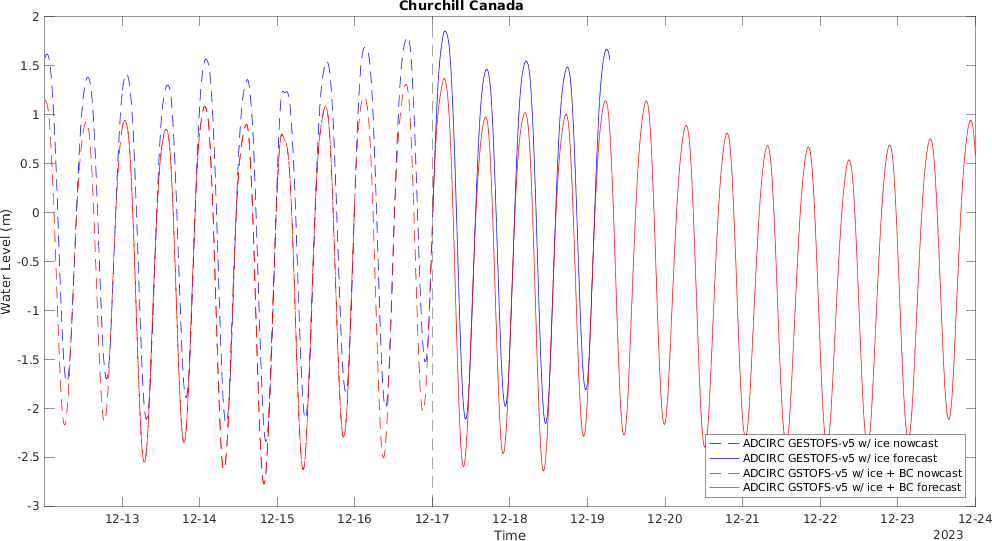 Churchill Canada
2
1.5
1
0.5
0
-0.5
-1
-1.5
-2
-2.5
-3
Water Level (m)
ADCIRC GESTOFS-v5 w/ ice nowcast
ADCIRC GESTOFS-v5 w/ ice forecast
ADCIRC GSTOFS-v5 w/ ice + BC nowcast
ADCIRC GSTOFS-v5 w/ ice + BC forecast
12-13 12-14 12-15 12-16 12-17 12-18 12-19 12-20 12-21 12-22 12-23 12-24
Time
2023